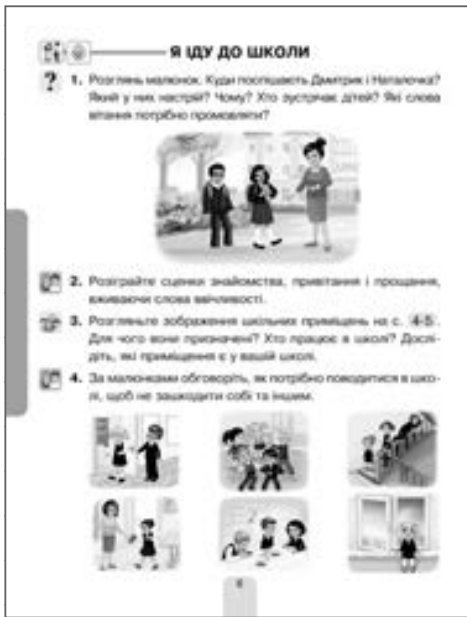 Я ІДУ ДО ШКОЛИ
? 1. Розглянь малюнок. Куди поспішають Дмитрик і Наталочка?
Який у них настрій? Чому? Хто зустрічає дітей? Які слова
вітання потрібно промовляти?
2. Розіграйте сценки знайомства, привітання і прощання,
вживаючи слова ввічливості.
3. Розгляньте зображення шкільних приміщень на с. 4-5.
Для чого вони призначені? Хто працює в школі? Дослі-
діть, які приміщення є у вашій школі.
4. За малюнками обговоріть, як потрібно поводитися в шко-
лі, щоб не зашкодити собі та іншим.